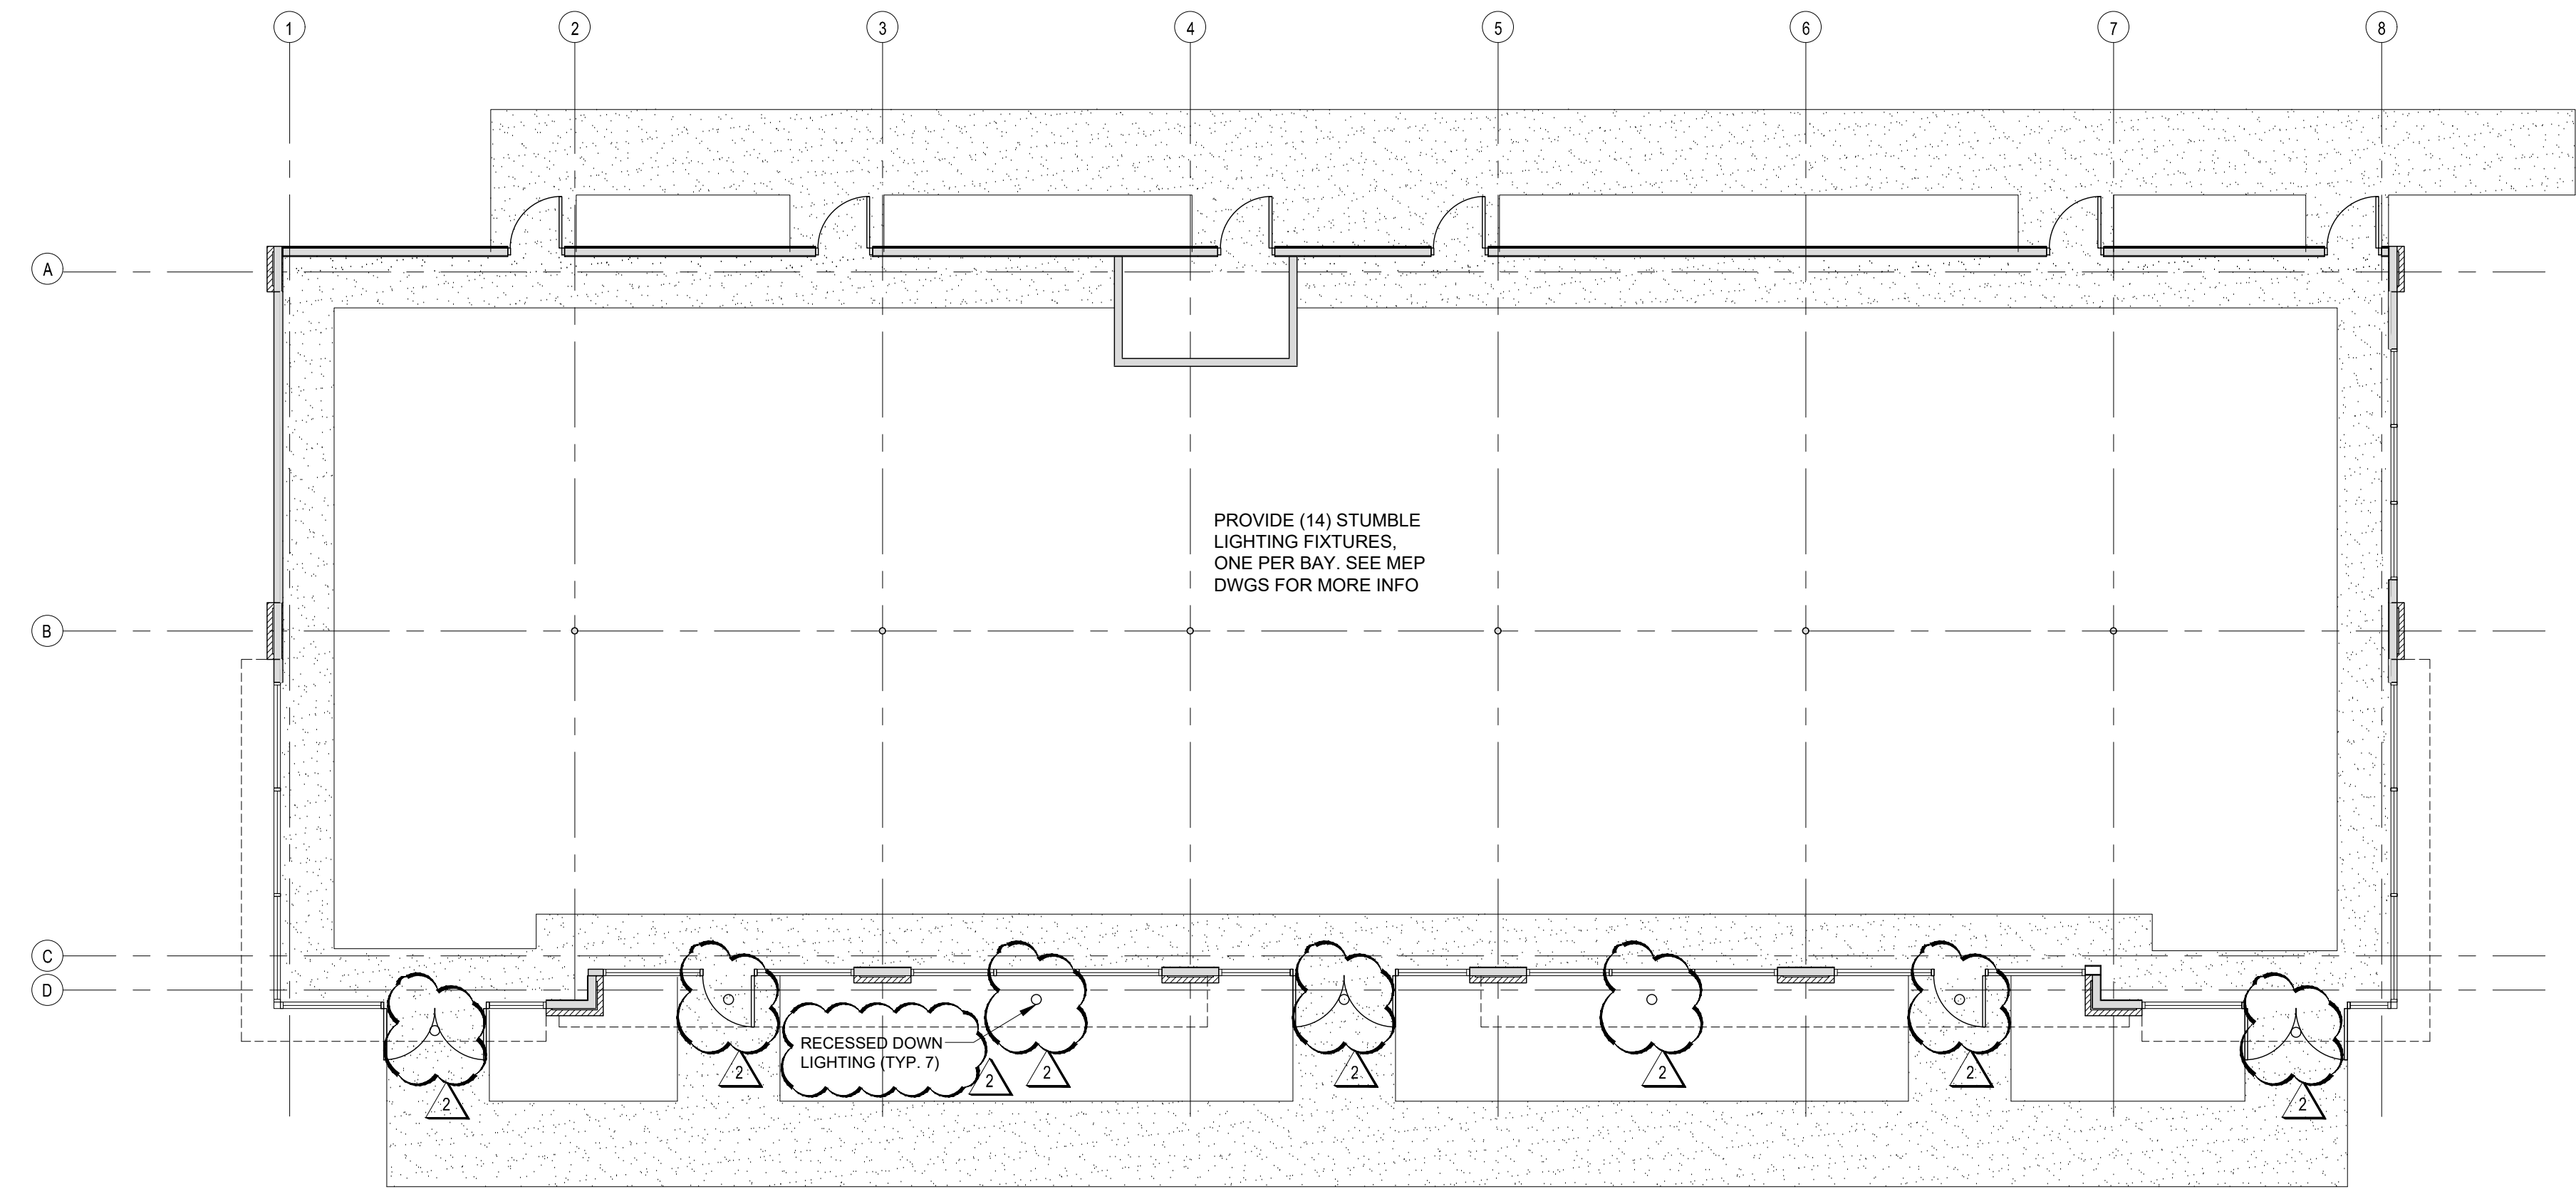 1 2 3 4 5 6 7 8
A
PROVIDE (14) STUMBLE
LIGHTING FIXTURES,
ONE PER BAY. SEE MEP
DWGS FOR MORE INFO
B
C
D
RECESSED DOWN
LIGHTING (TYP. 7)
2 2 2 2 2 2
2
2